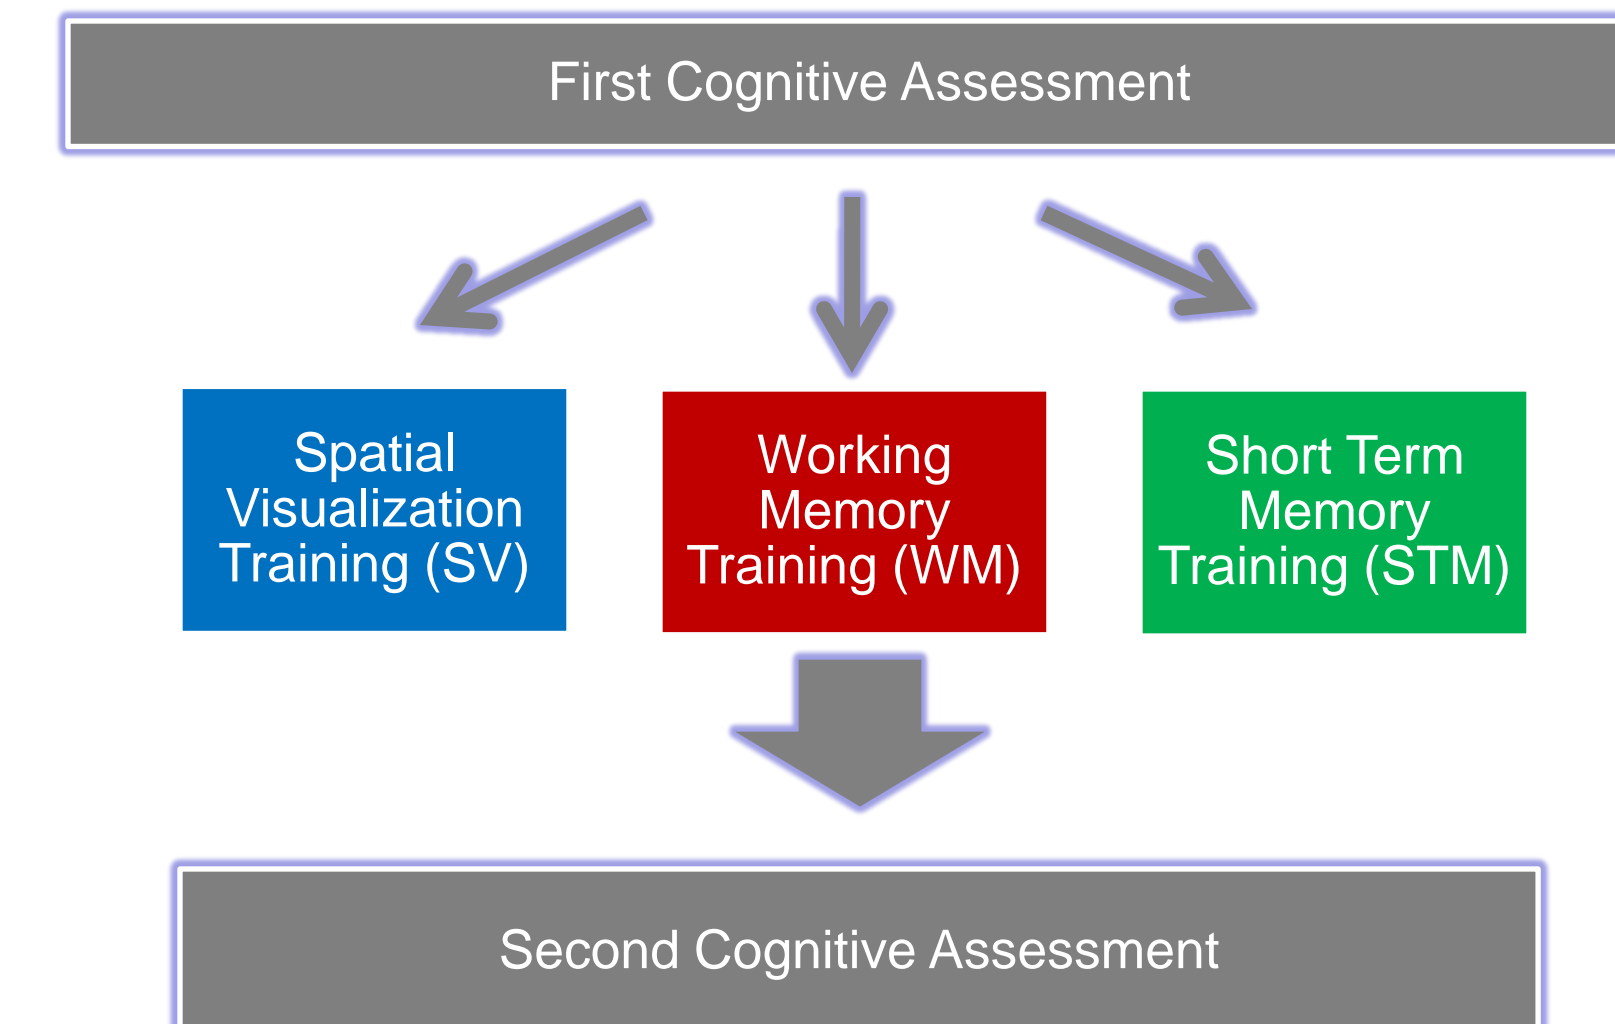 First Cognitive Assessment
Spatial
Visualization
Training (SV)
Working
Memory
Training (WM)
Short Term
Memory
Training (STM)
Second Cognitive Assessment